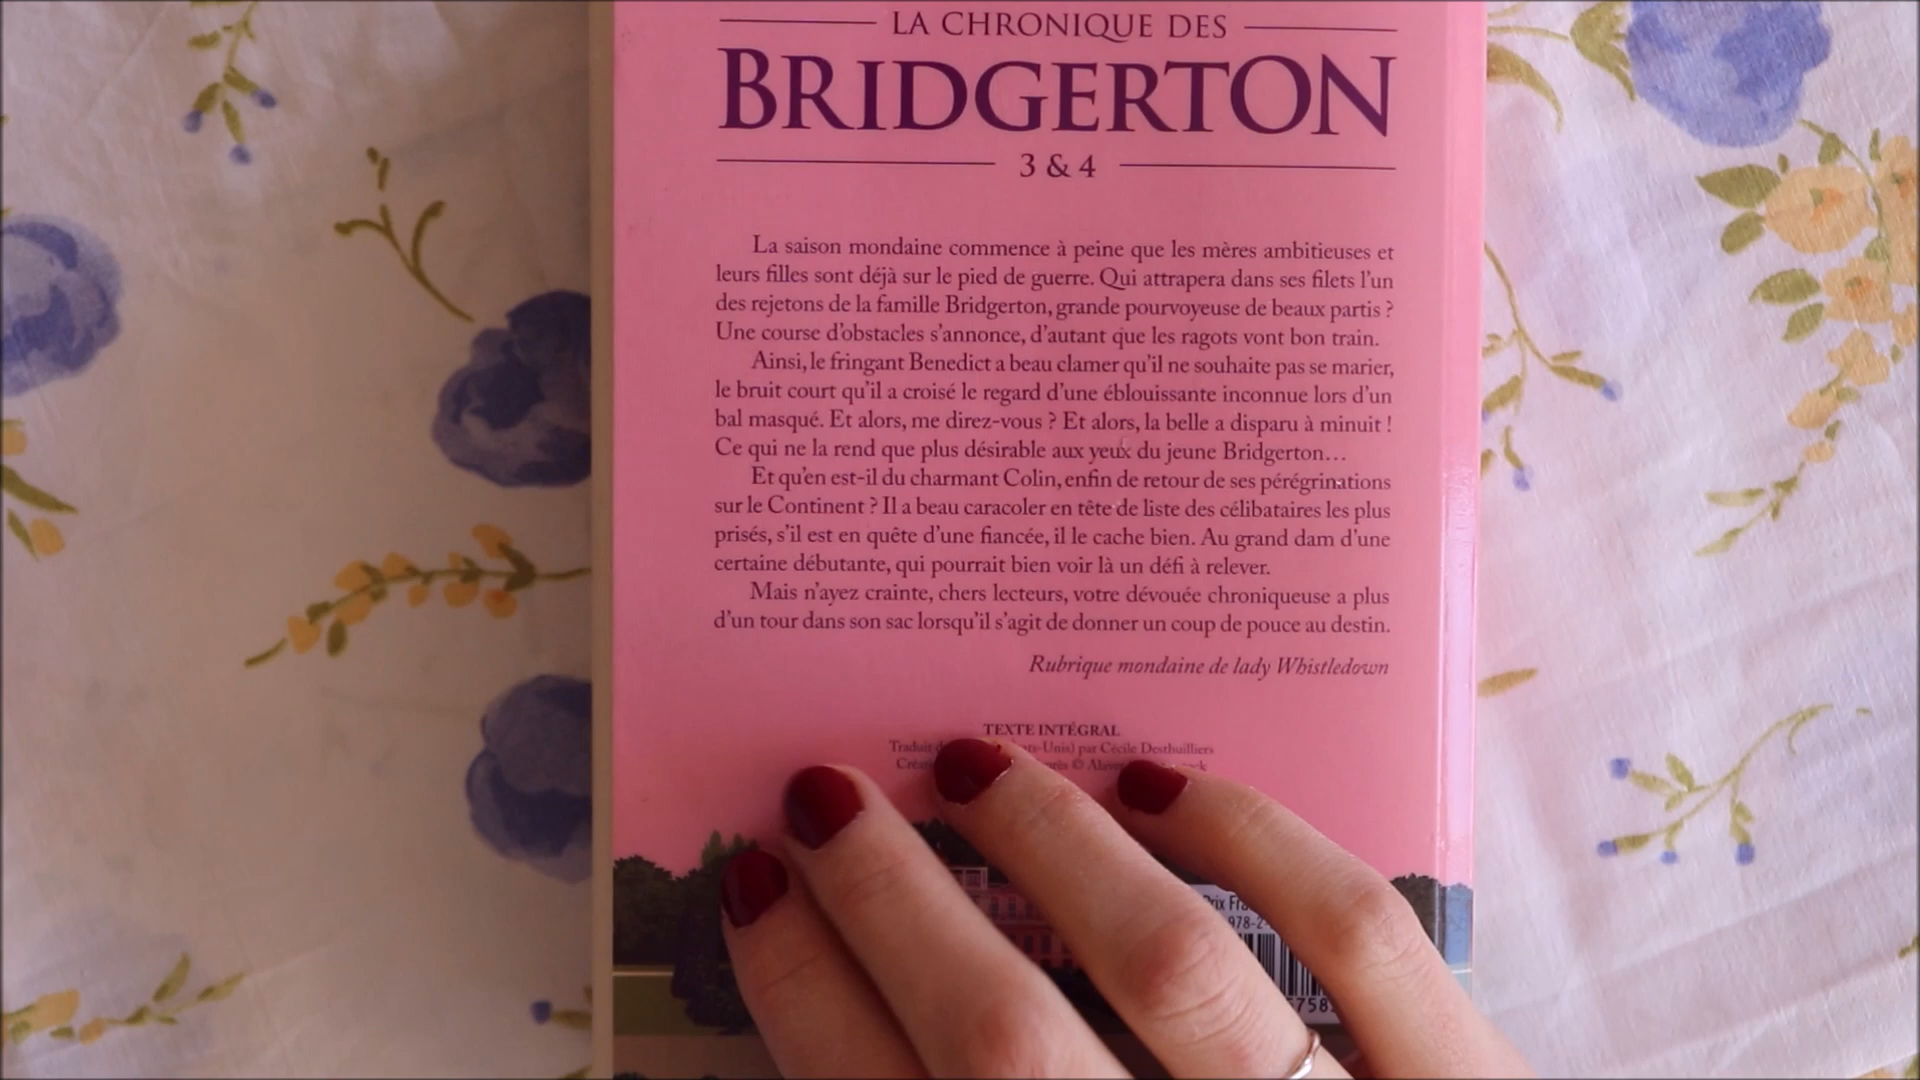 LA CHRONIQUE DES
BRIDGERTON
3 & 4
La saison mondaine commence à peine que les mères ambitieuses et
leurs filles sont déjà sur le pied de guerre. Qui attrapera dans ses filets l'un
des rejetons de la famille Bridgerton, grande pourvoyeuse de beaux partis ?
Une course d'obstacles s'annonce, d'autant que les ragots vont bon train.
Ainsi, le fringant Benedict a beau clamer qu'il ne souhaite pas se marier,
le bruit court qu'il a croisé le regard d'une éblouissante inconnue lors d'un
bal masqué. Et alors, me direz-vous ? Et alors, la belle a disparu à minuit !
Ce qui ne la rend que plus désirable aux yeux du jeune Bridgerton…
Et qu'en est-il du charmant Colin, enfin de retour de ses pérégrinations
sur le Continent ? Il a beau caracoler en tête de liste des célibataires les plus
prisés, s'il est en quête d'une fiancée, il le cache bien. Au grand dam d'une
certaine débutante, qui pourrait bien voir là un défi à relever.
Mais n'ayez crainte, chers lecteurs, votre dévouée chroniqueuse a plus
d'un tour dans son sac lorsqu'il s'agit de donner un coup de pouce au destin.
Rubrique mondaine de lady Whistledown
TEXTE INTÉGRAL
Traduit par Cécile Desthuilliers
©
978-2